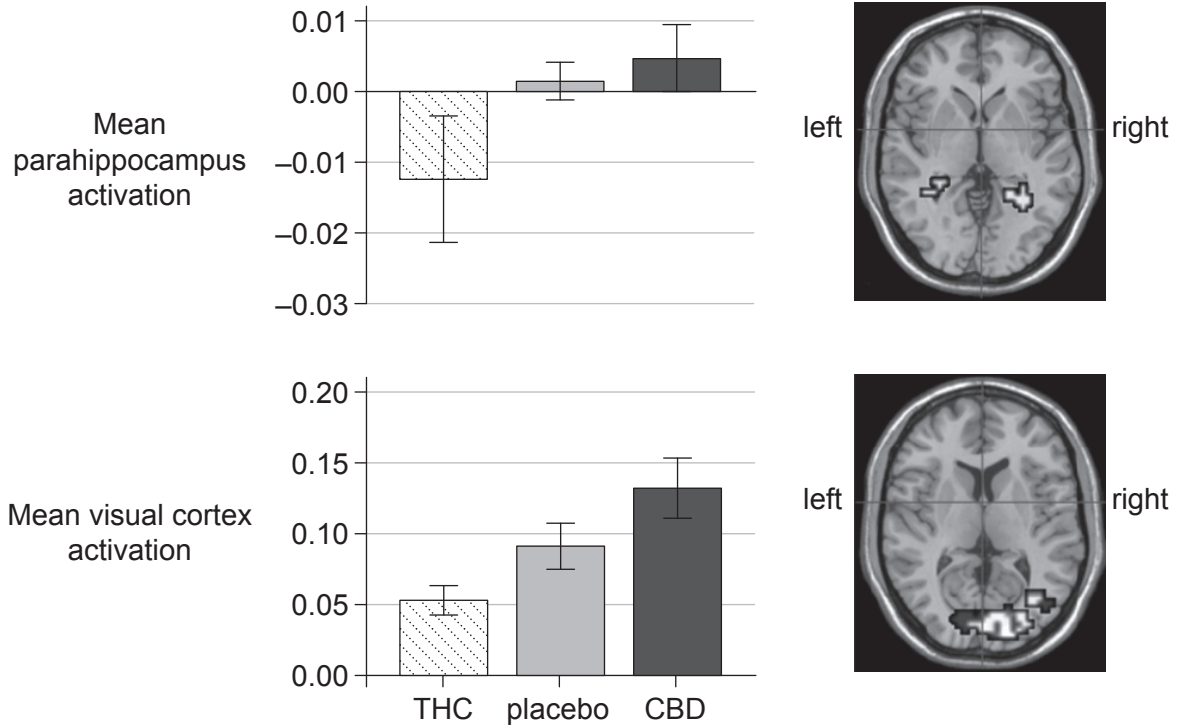 0.01
0.00
–0.01
–0.02
–0.03
Mean
parahippocampus
activation
left
right
0.20
0.15
0.10
0.05
0.00
Mean visual cortex
activation
THC
placebo
CBD
left
right